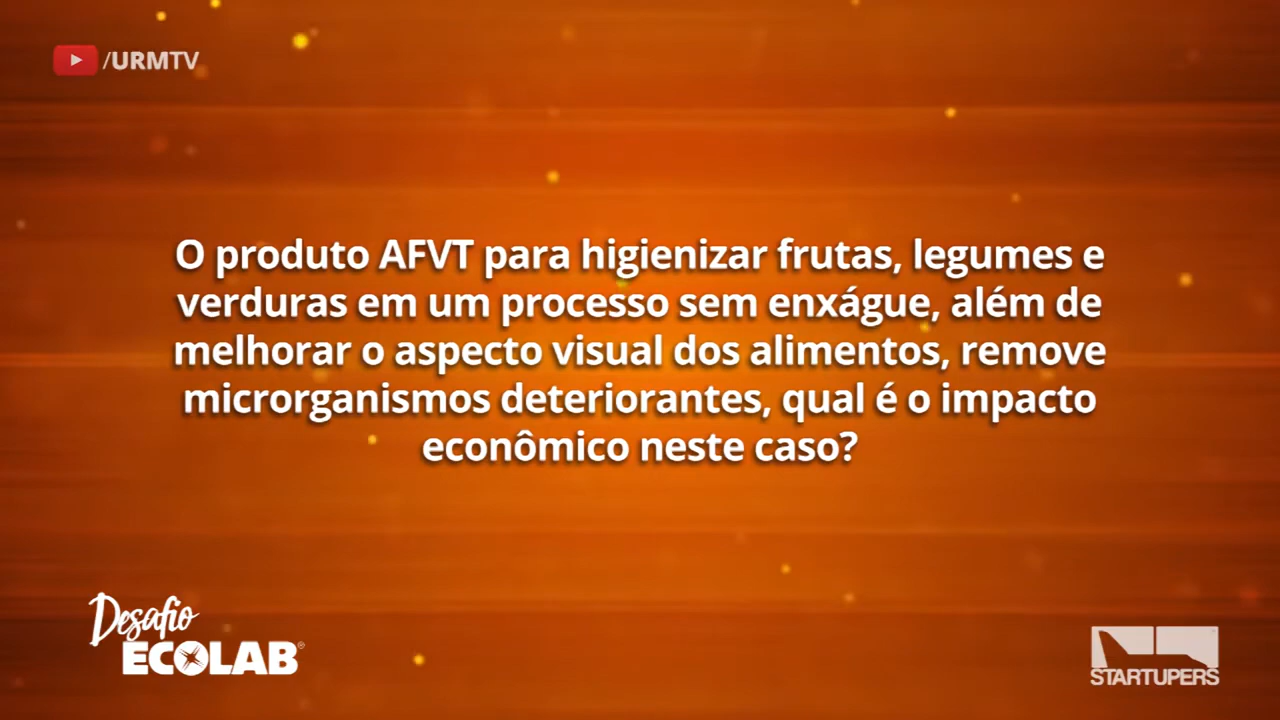 /URMTV
O produto AFVT para higienizar frutas, legumes e
verduras em um processo sem enxágue, além de
melhorar o aspecto visual dos alimentos, remove
microrganismos deteriorantes, qual é o impacto
econômico neste caso?
Desafio
ECOLAB®
STARTUPERS